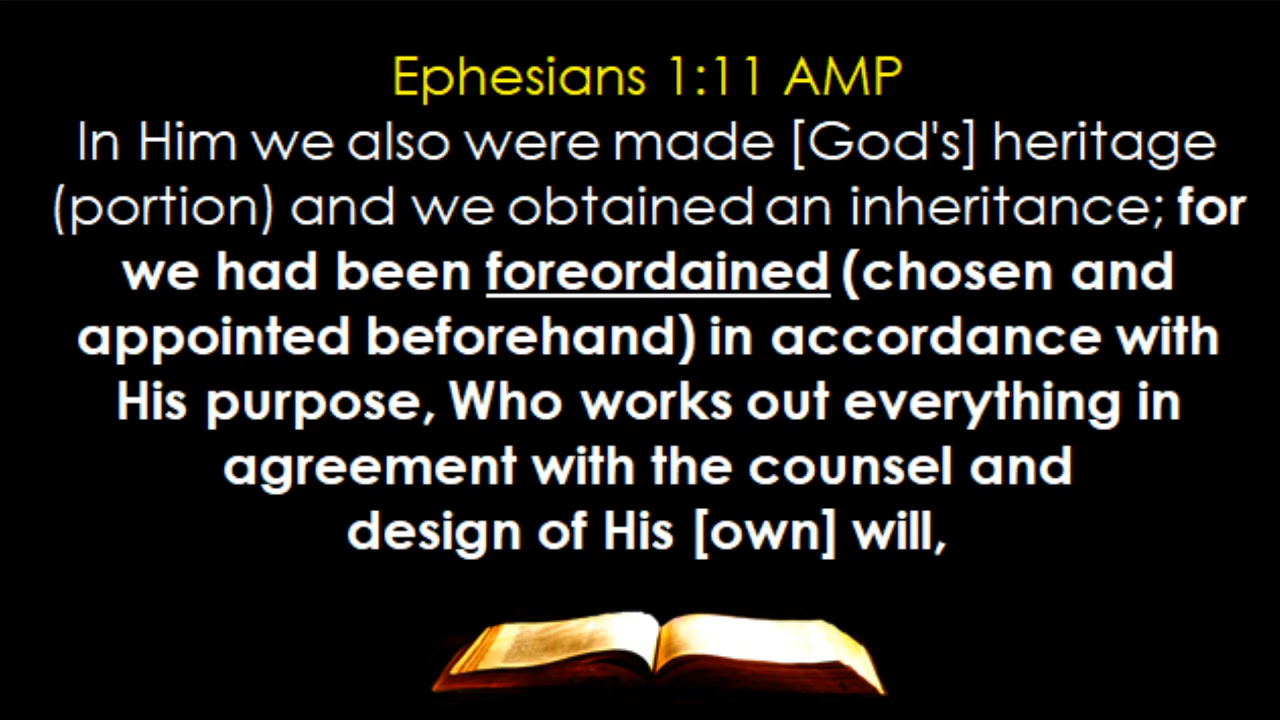 Ephesians 1:11 AMP
In Him we also were made [God's] heritage
(portion) and we obtained an inheritance; for
we had been foreordained (chosen and
appointed beforehand) in accordance with
His purpose, Who works out everything in
agreement with the counsel and
design of His [own] will,